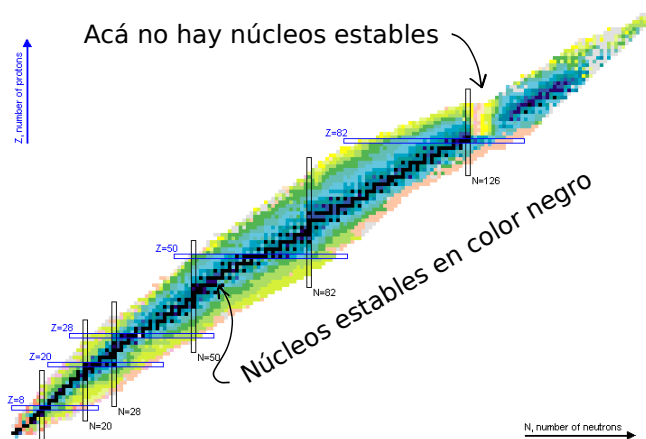 Acá no hay núcleos estables
Z, number of protons
Z=82
N=126
Z=50
N=82
Núcleos estables en color negro
Z=28
N=50
Z=20
N=28
Z=8
N=20
N, number of neutrons